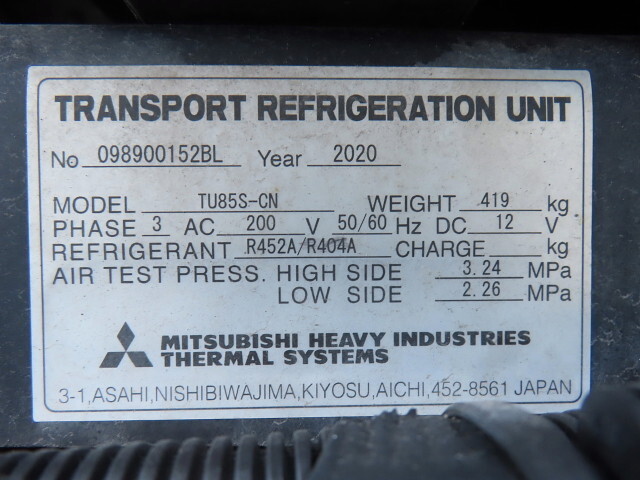 TRANSPORT REFRIGERATION UNIT
No 098900152BL Year 2020
MODEL TU85S-CN WEIGHT 419 kg
PHASE 3 AC 200 V 50/60 Hz DC 12 V
REFRIGERANT R452A/R404A CHARGE kg
AIR TEST PRESS. HIGH SIDE 3.24 MPa
LOW SIDE 2.26 MPa
MITSUBISHI HEAVY INDUSTRIES
THERMAL SYSTEMS
3-1,ASAHI,NISHIBIWAJIMA,KIYOSU,AICHI,452-8561 JAPAN